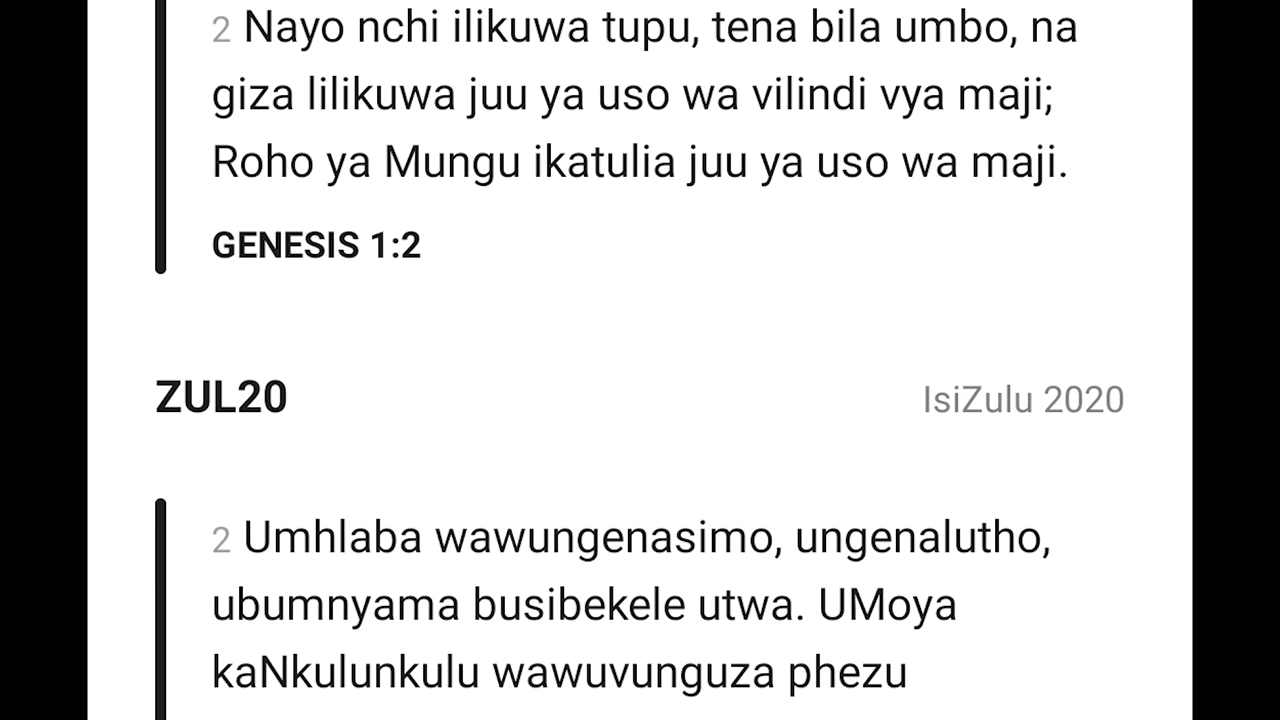 2 Nayo nchi ilikuwa tupu, tena bila umbo, na
giza lilikuwa juu ya uso wa vilindi vya maji;
Roho ya Mungu ikatulia juu ya uso wa maji.
GENESIS 1:2
ZUL20 IsiZulu 2020
2 Umhlaba wawungenasimo, ungenalutho,
ubumnyama busibekele utwa. UMoya
kaNkulunkulu wawuvunguza phezu